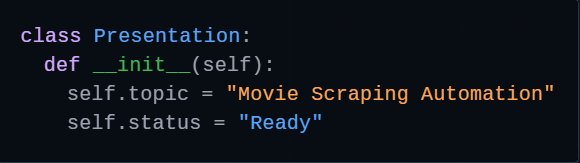 class Presentation:
def __init__(self):
self.topic = "Movie Scraping Automation"
self.status = "Ready"